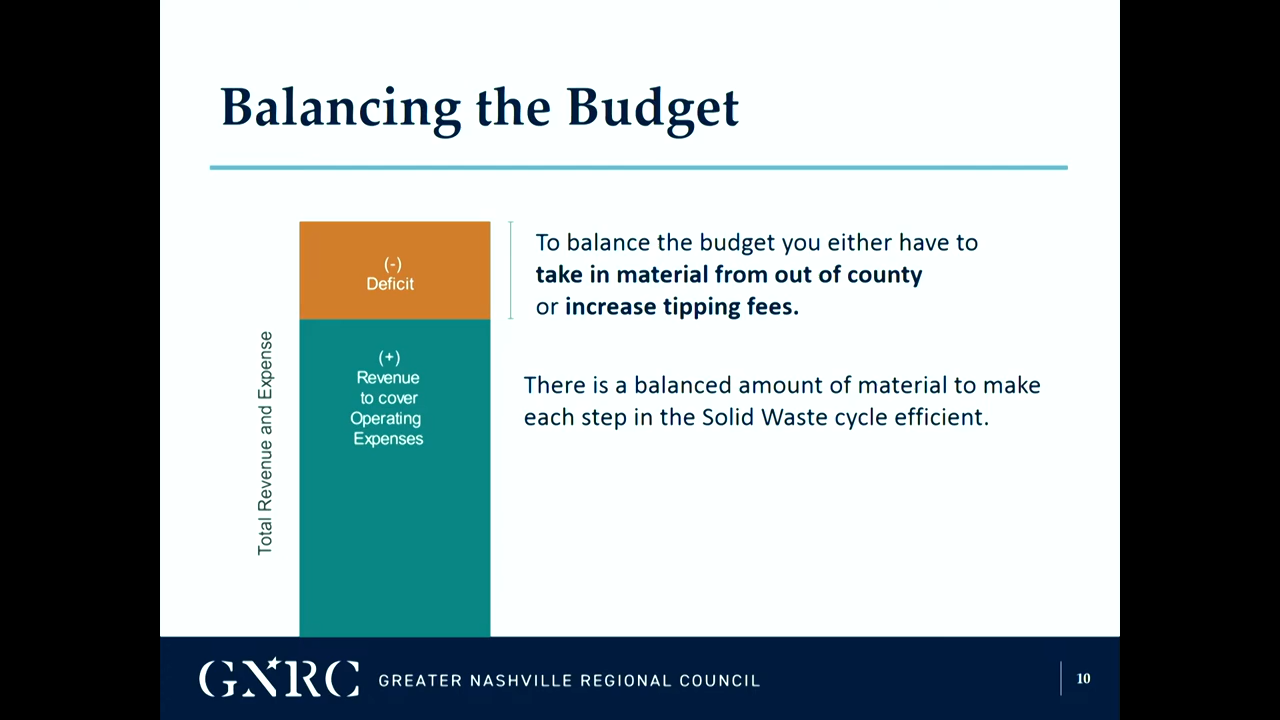 Balancing the Budget
(-)
Deficit
To balance the budget you either have to
take in material from out of county
or increase tipping fees.
Total Revenue and Expense
(+)
Revenue
to cover
Operating
Expenses
There is a balanced amount of material to make
each step in the Solid Waste cycle efficient.
GNRC
GREATER NASHVILLE REGIONAL COUNCIL
10